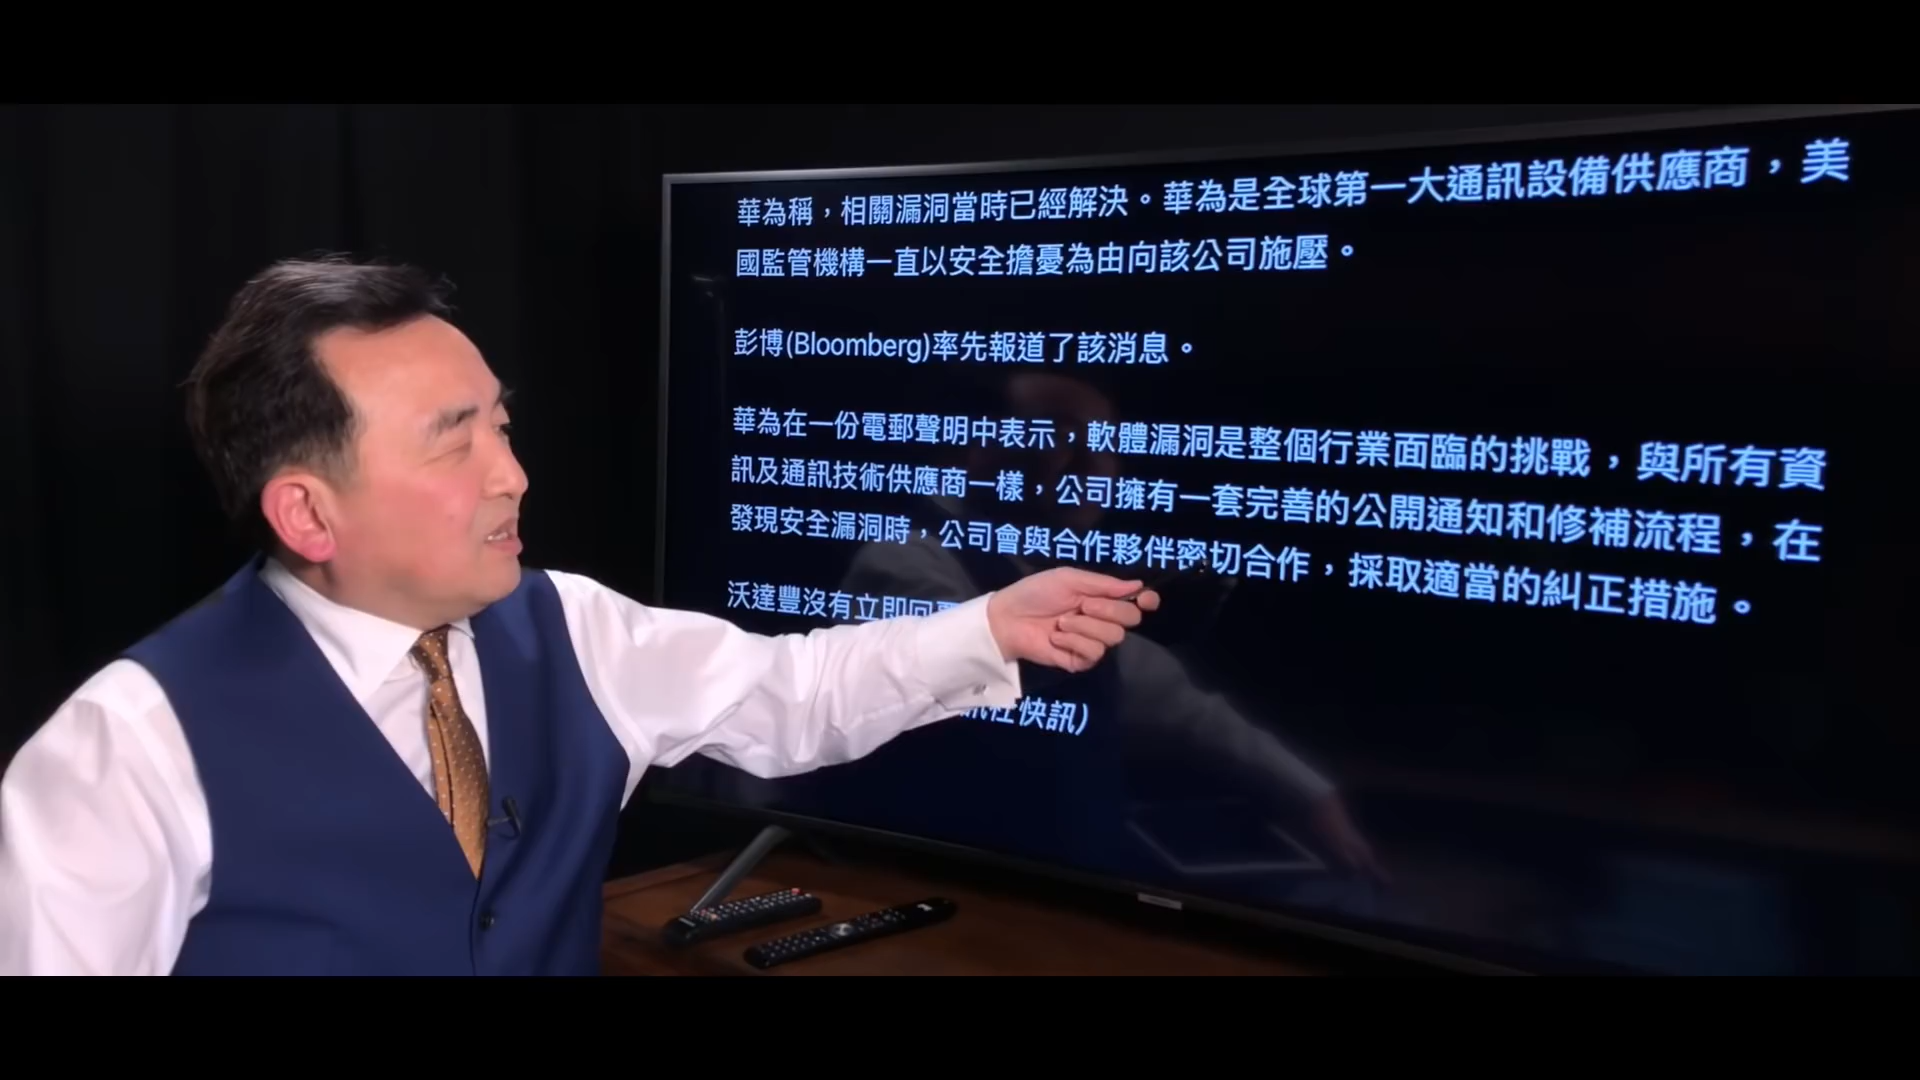 華為稱，相關漏洞當時已經解決。華為是全球第一大通訊設備供應商，美
國監管機構一直以安全擔憂為由向該公司施壓。
彭博(Bloomberg)率先報道了該消息。
華為在一份電郵聲明中表示，軟體漏洞是整個行業面臨的挑戰，與所有資
訊及通訊技術供應商一樣，公司擁有一套完善的公開通知和修補流程，在
發現安全漏洞時，公司會與合作夥伴密切合作，採取適當的糾正措施。
沃達豐沒有立即回
社快訊)